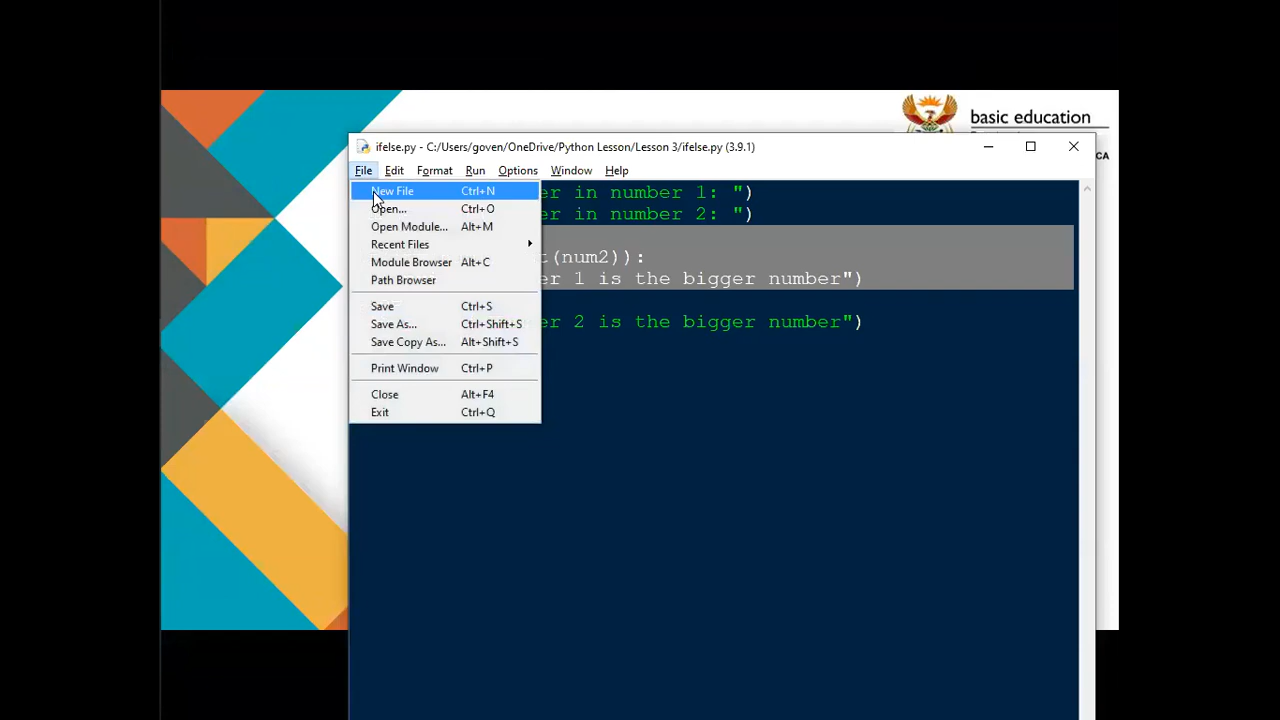 basic education
CA
ifelse.py - C:/Users/goven/OneDrive/Python Lesson/Lesson 3/ifelse.py (3.9.1)
File Edit Format Run Options Window Help
New File Ctrl+N
Open... Ctrl+O
Open Module... Alt+M
Recent Files
Module Browser Alt+C
Path Browser
Save Ctrl+S
Save As... Ctrl+Shift+S
Save Copy As... Alt+Shift+S
Print Window Ctrl+P
Close Alt+F4
Exit Ctrl+Q
er in number 1: ")
er in number 2: ")
t(num2)):
er 1 is the bigger number")
er 2 is the bigger number")